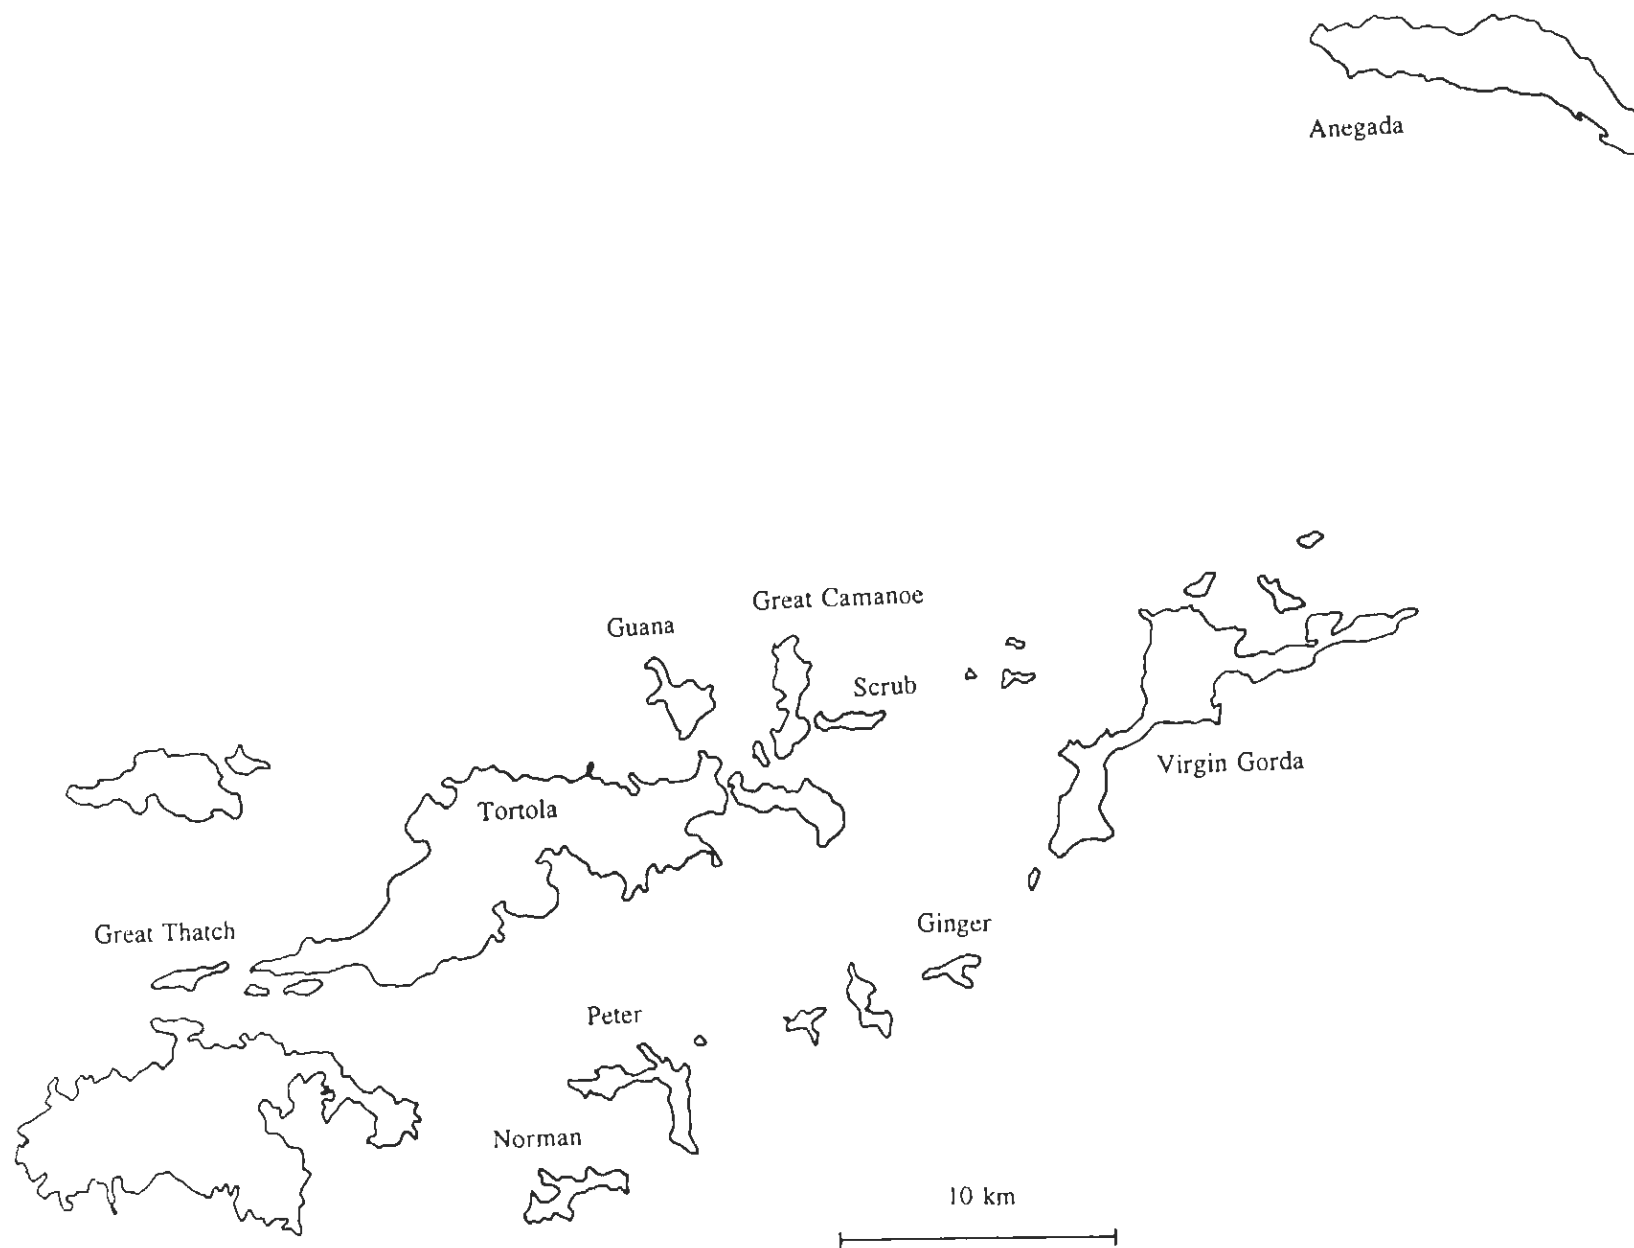 Anegada
Great Camanoe
Guana
Scrub
Virgin Gorda
Tortola
Great Thatch
Ginger
Peter
Norman
10 km